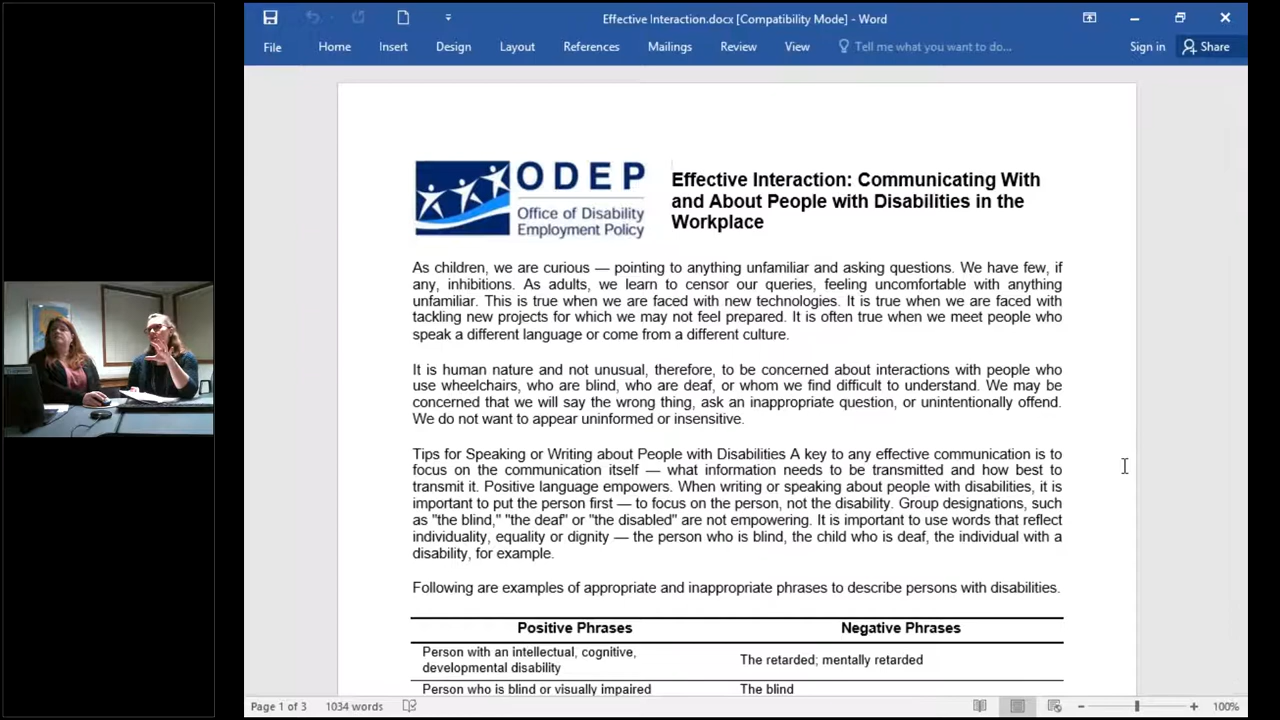 Effective Interaction.docx [Compatibility Mode] - Word
File Home Insert Design Layout References Mailings Review View Tell me what you want to do... Sign in Share
ODEP
Office of Disability
Employment Policy
Effective Interaction: Communicating With
and About People with Disabilities in the
Workplace
As children, we are curious — pointing to anything unfamiliar and asking questions. We have few, if
any, inhibitions. As adults, we learn to censor our queries, feeling uncomfortable with anything
unfamiliar. This is true when we are faced with new technologies. It is true when we are faced with
tackling new projects for which we may not feel prepared. It is often true when we meet people who
speak a different language or come from a different culture.
It is human nature and not unusual, therefore, to be concerned about interactions with people who
use wheelchairs, who are blind, who are deaf, or whom we find difficult to understand. We may be
concerned that we will say the wrong thing, ask an inappropriate question, or unintentionally offend.
We do not want to appear uninformed or insensitive.
Tips for Speaking or Writing about People with Disabilities A key to any effective communication is to
focus on the communication itself — what information needs to be transmitted and how best to
transmit it. Positive language empowers. When writing or speaking about people with disabilities, it is
important to put the person first — to focus on the person, not the disability. Group designations, such
as "the blind," "the deaf" or "the disabled" are not empowering. It is important to use words that reflect
individuality, equality or dignity — the person who is blind, the child who is deaf, the individual with a
disability, for example.
Following are examples of appropriate and inappropriate phrases to describe persons with disabilities.
Positive Phrases Negative Phrases
Person with an intellectual, cognitive,
developmental disability
The retarded; mentally retarded
Person who is blind or visually impaired The blind
Page 1 of 3 1034 words 100%